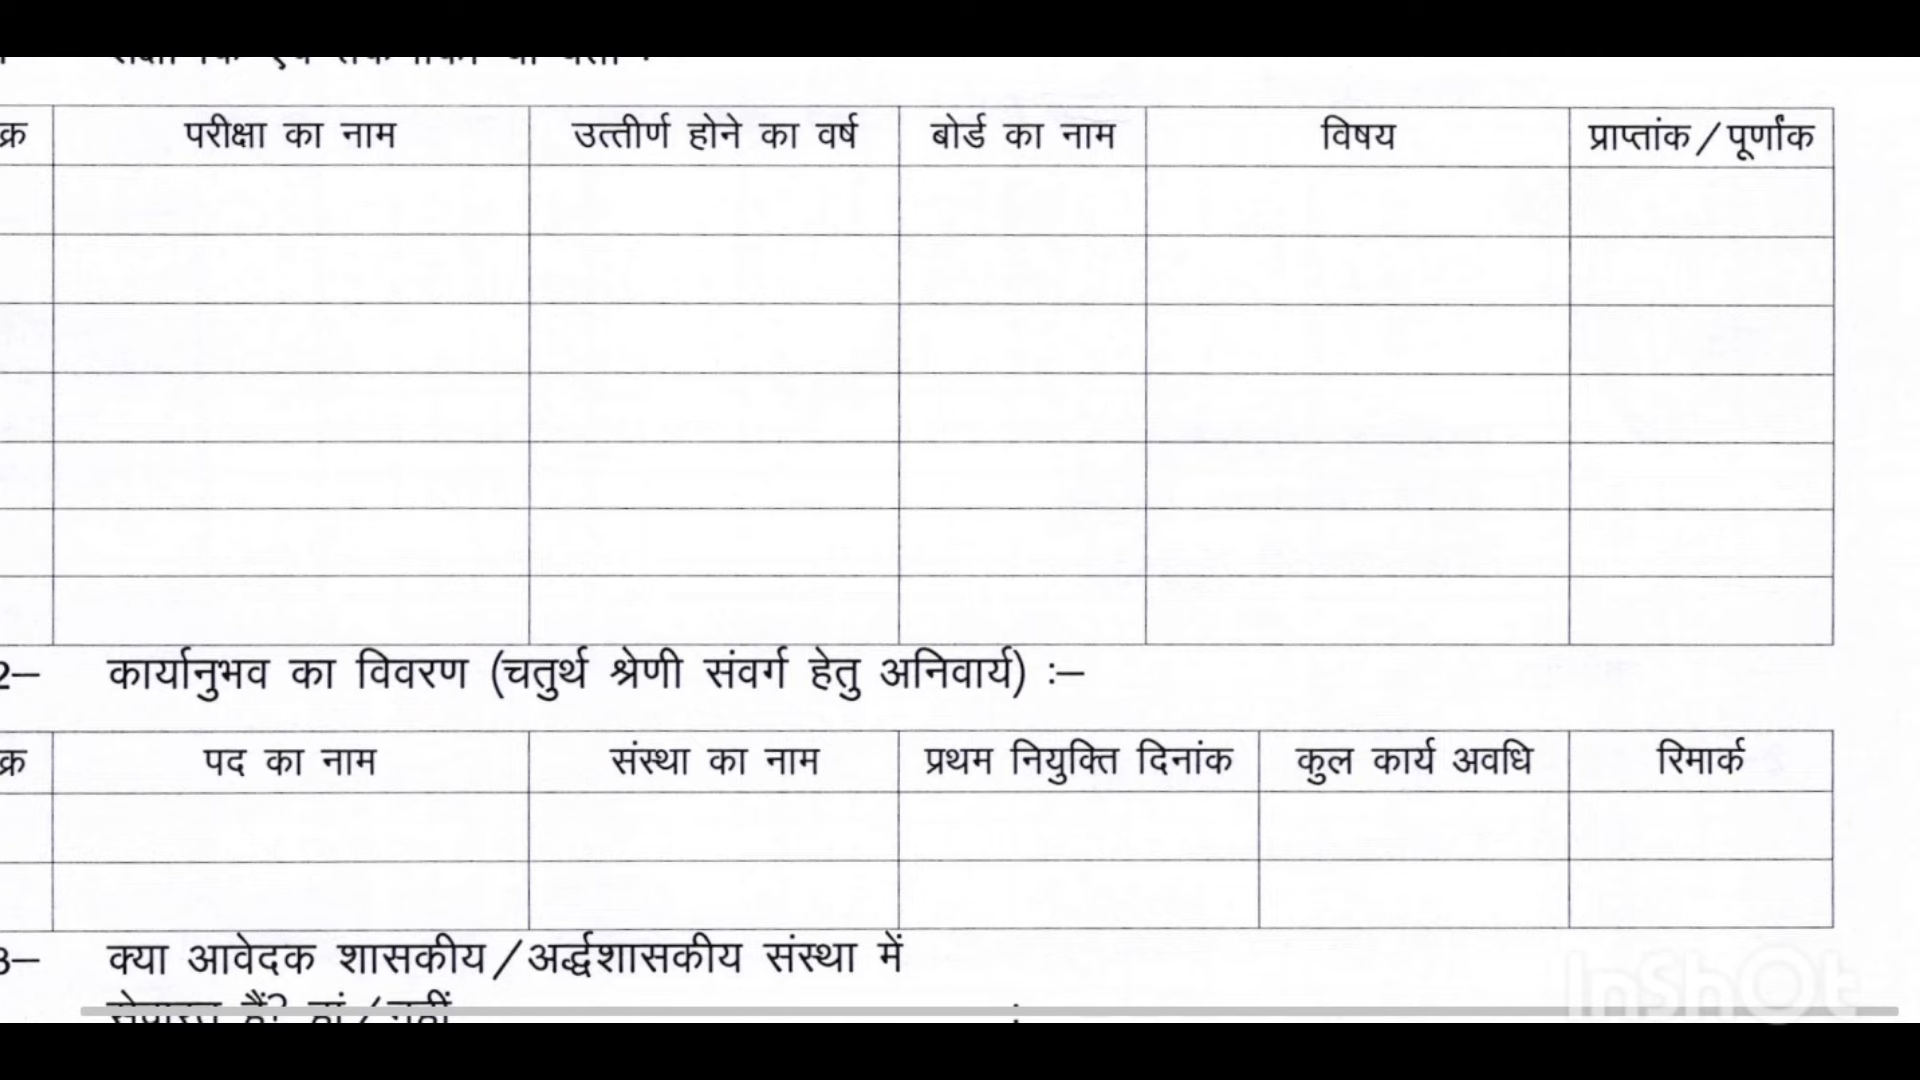 क्र परीक्षा का नाम उत्तीर्ण होने का वर्ष बोर्ड का नाम विषय प्राप्तांक/पूर्णांक
2– कार्यानुभव का विवरण (चतुर्थ श्रेणी संवर्ग हेतु अनिवार्य) :–
क्र पद का नाम संस्था का नाम प्रथम नियुक्ति दिनांक कुल कार्य अवधि रिमार्क
3– क्या आवेदक शासकीय/अर्द्धशासकीय संस्था में
InShOt